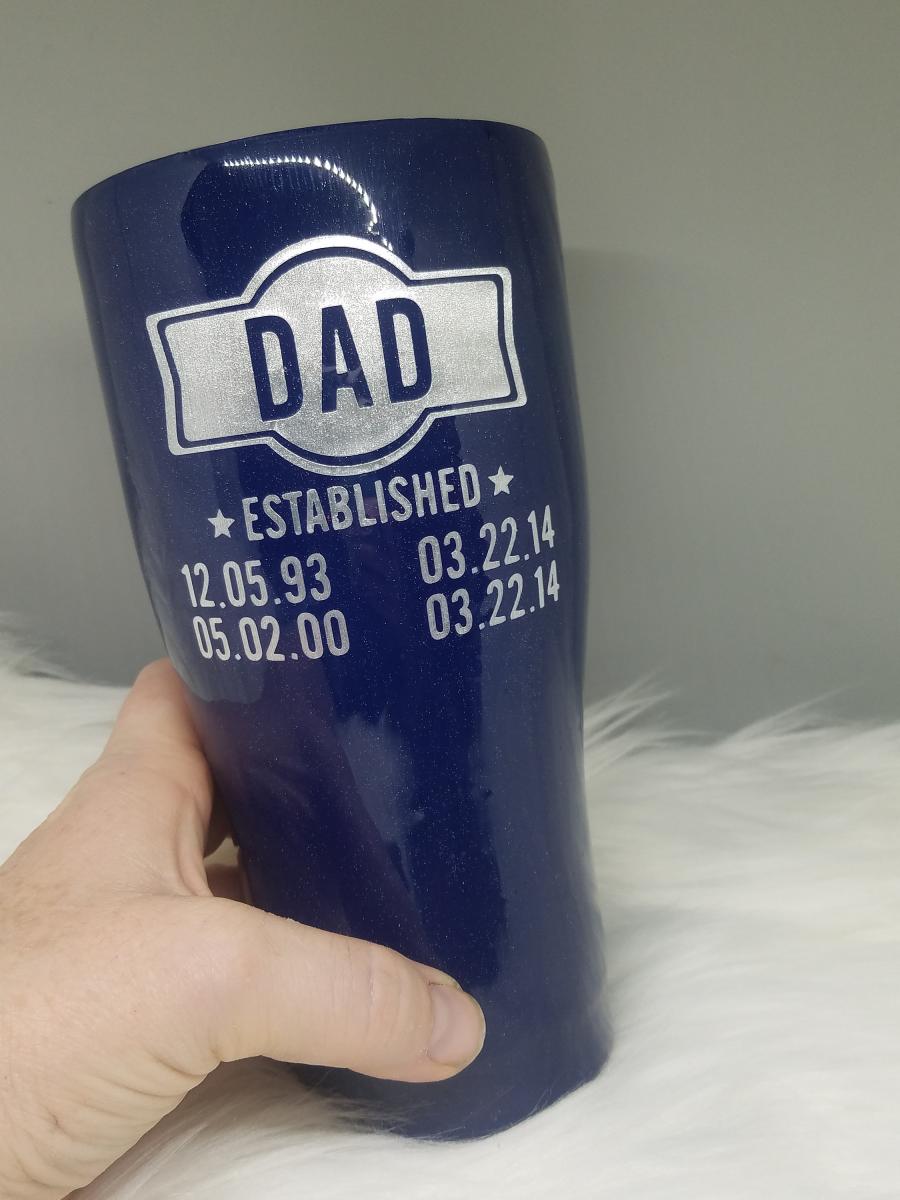 DAD
★ESTABLISHED★
12.05.93 03.22.14
05.02.00 03.22.14